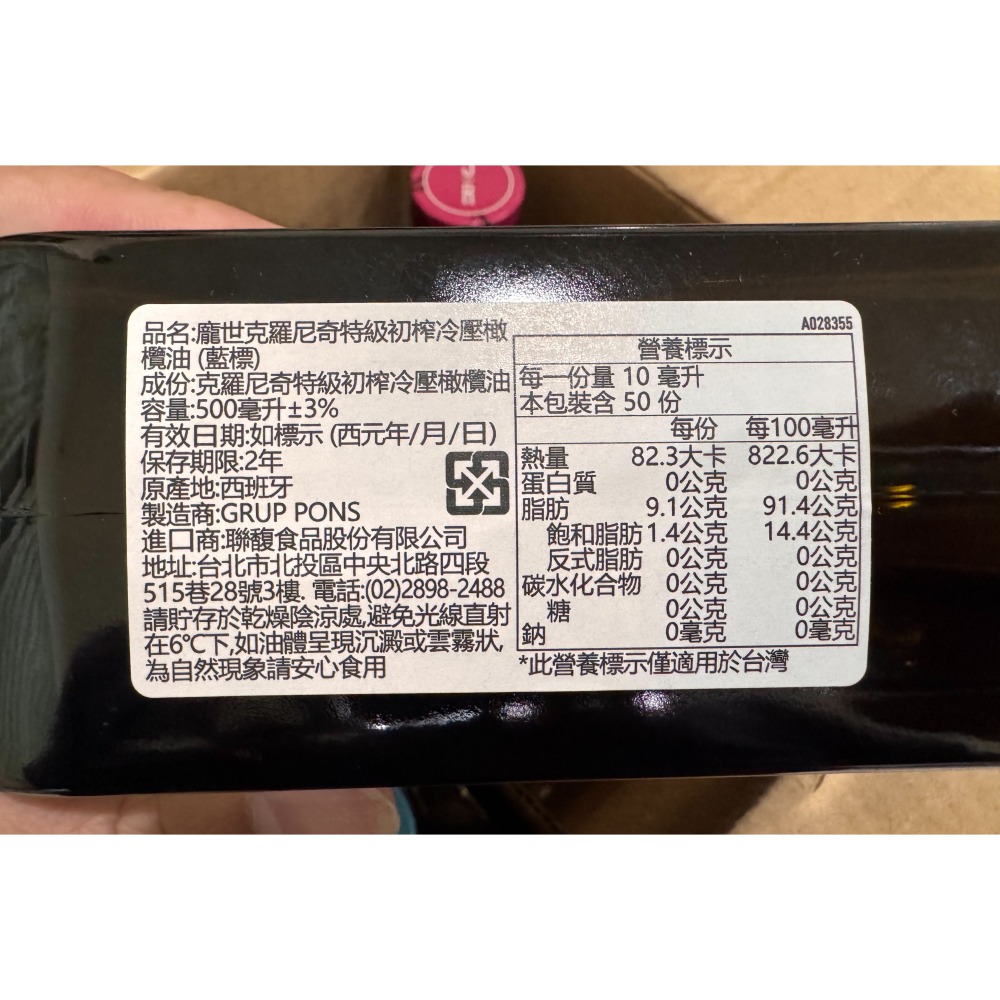 A028355
品名:龐世克羅尼奇特級初榨冷壓橄
欖油 (藍標)
成份:克羅尼奇特級初榨冷壓橄欖油
容量:500毫升±3%
有效日期:如標示 (西元年/月/日)
保存期限:2年
原產地:西班牙
製造商:GRUP PONS
進口商:聯馥食品股份有限公司
地址:台北市北投區中央北路四段
515巷28號3樓. 電話:(02)2898-2488
請貯存於乾燥陰涼處,避免光線直射
在6℃下,如油體呈現沉澱或雲霧狀,
為自然現象請安心食用
營養標示
每一份量 10 毫升
本包裝含 50 份
每份 每100毫升
熱量 82.3大卡 822.6大卡
蛋白質 0公克 0公克
脂肪 9.1公克 91.4公克
飽和脂肪 1.4公克 14.4公克
反式脂肪 0公克 0公克
碳水化合物 0公克 0公克
糖 0公克 0公克
鈉 0毫克 0毫克
*此營養標示僅適用於台灣